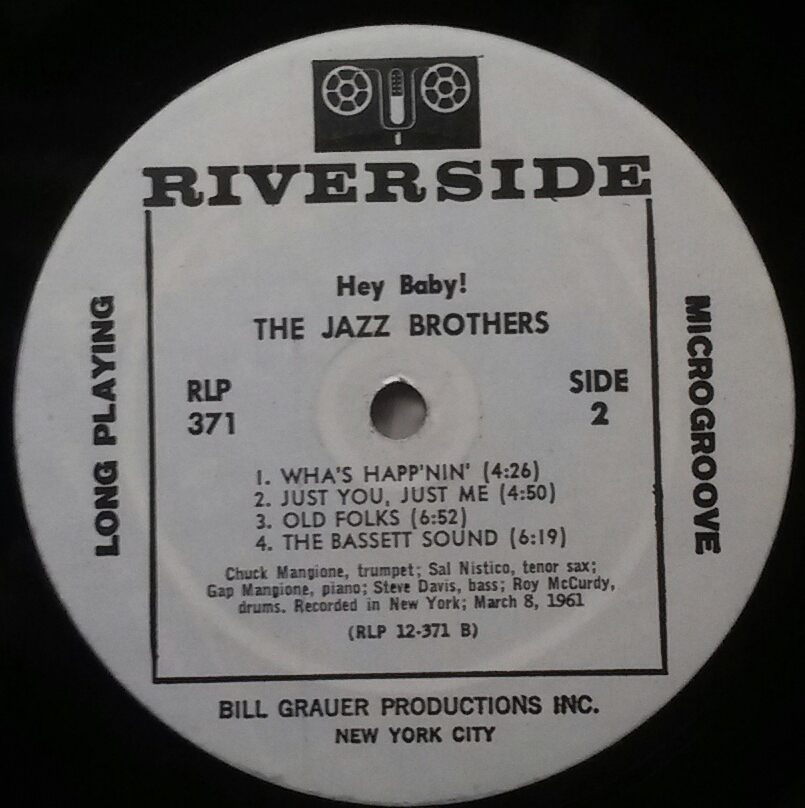 RIVERSIDE
Hey Baby!
THE JAZZ BROTHERS
RLP
371
SIDE
2
LONG PLAYING
MICROGROOVE
1. WHA'S HAPP'NIN' (4:26)
2. JUST YOU, JUST ME (4:50)
3. OLD FOLKS (6:52)
4. THE BASSETT SOUND (6:19)
Chuck Mangione, trumpet; Sal Nistico, tenor sax;
Gap Mangione, piano; Steve Davis, bass; Roy McCurdy,
drums. Recorded in New York; March 8, 1961
(RLP 12-371 B)
BILL GRAUER PRODUCTIONS INC.
NEW YORK CITY